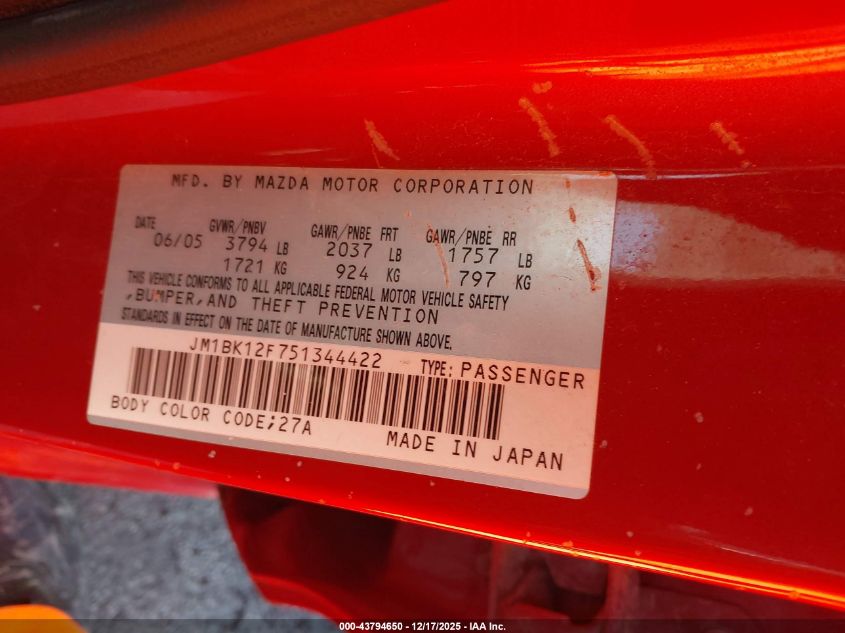 MFD. BY MAZDA MOTOR CORPORATION
DATE GVWR/PNBV GAWR/PNBE FRT GAWR/PNBE RR
06/05 3794 LB 2037 LB 1757 LB
1721 KG 924 KG 797 KG
THIS VEHICLE CONFORMS TO ALL APPLICABLE FEDERAL MOTOR VEHICLE SAFETY
,BUMPER,AND THEFT PREVENTION
STANDARDS IN EFFECT ON THE DATE OF MANUFACTURE SHOWN ABOVE.
JM1BK12F751344422 TYPE: PASSENGER
BODY COLOR CODE;27A MADE IN JAPAN
000-43794650 - 12/17/2025 - IAA Inc.